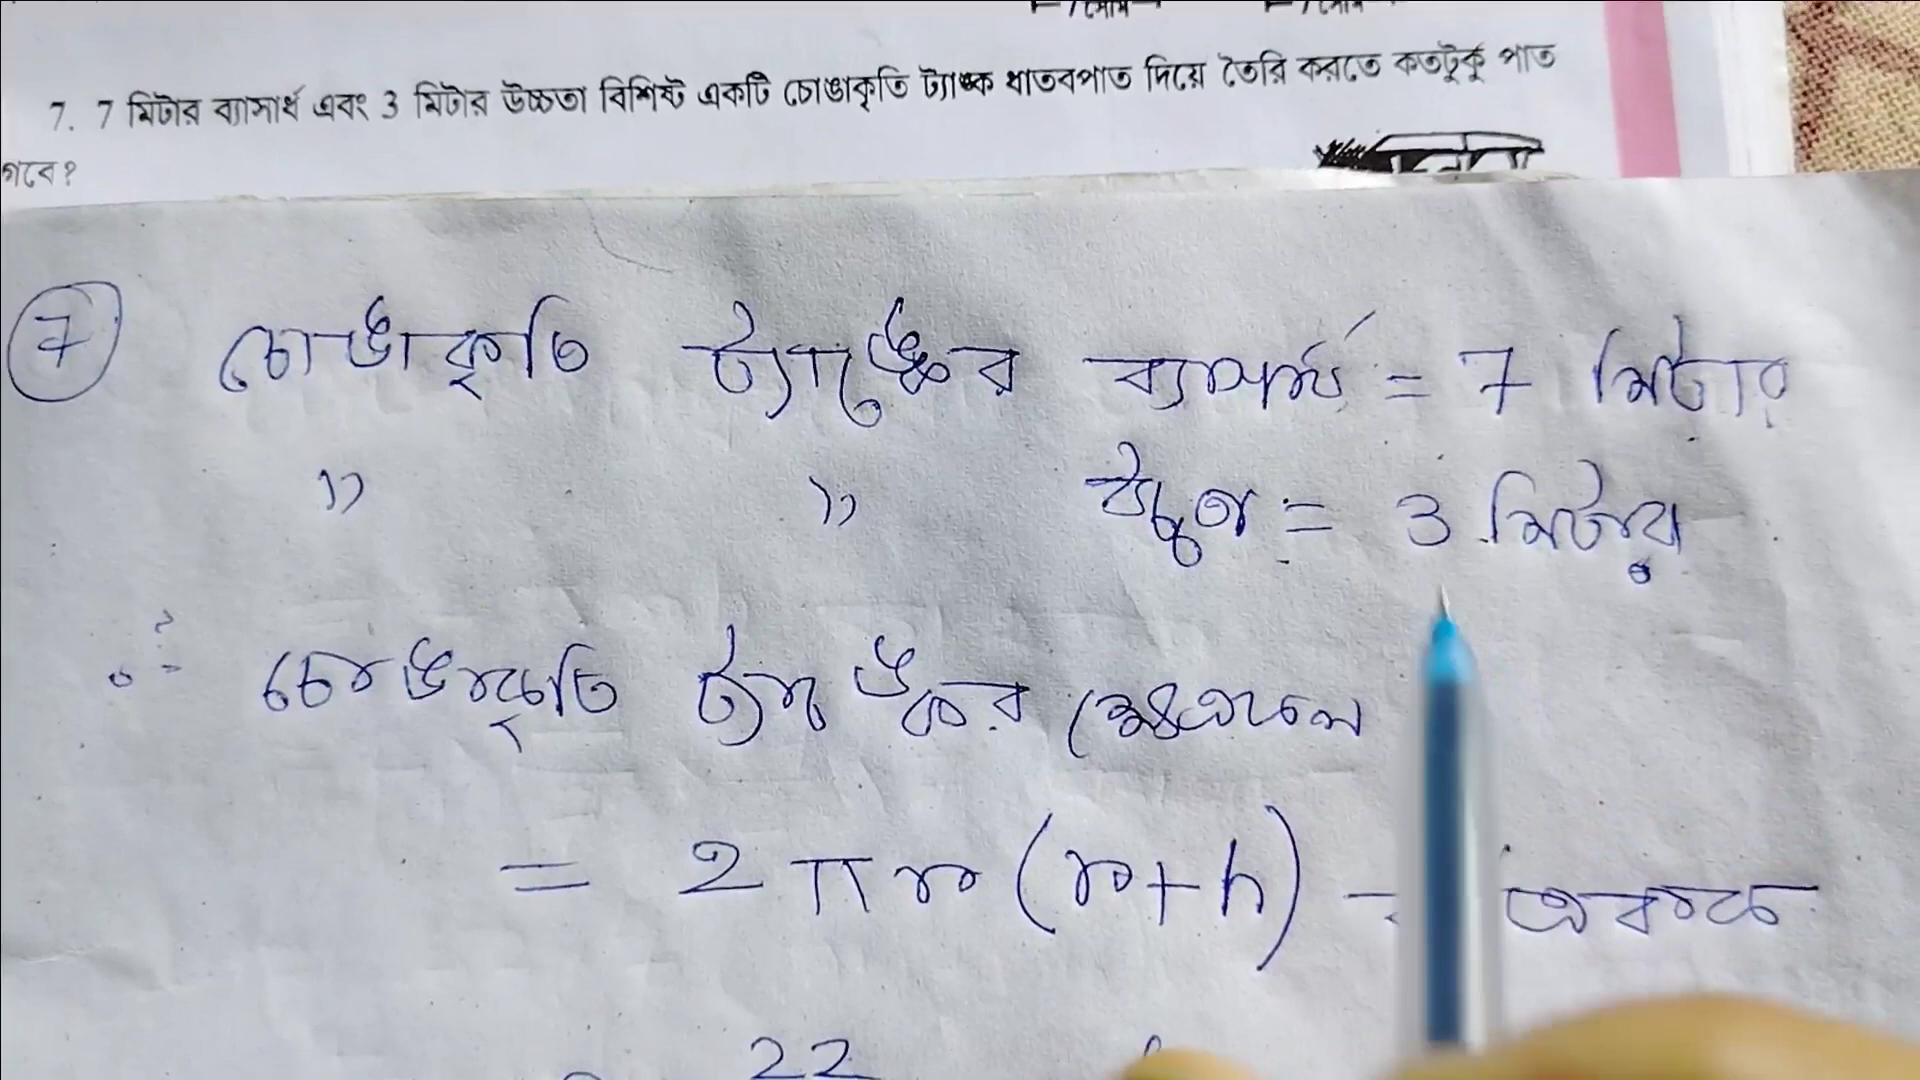 7. 7 মিটার ব্যাসার্ধ এবং 3 মিটার উচ্চতা বিশিষ্ট একটি চোঙাকৃতি ট্যাঙ্ক ধাতবপাত দিয়ে তৈরি করতে কতটুকু পাত
গবে?
7 চোঙাকৃতি ট্যাঙ্কের ব্যাসার্ধ = 7 মিটার
" " উচ্চতা = 3 মিটার
∴ চোঙাকৃতি ট্যাঙ্কের ক্ষেত্রফল
= 2πr(r+h) একক
22